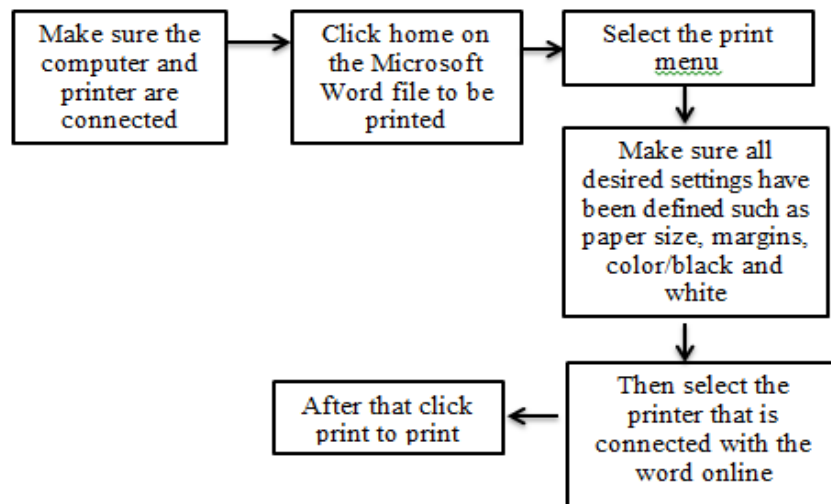 Make sure the
computer and
printer are
connected
Click home on
the Microsoft
Word file to be
printed
Select the print
menu
Make sure all
desired settings have
been defined such as
paper size, margins,
color/black and
white
Then select the
printer that is
connected with the
word online
After that click
print to print